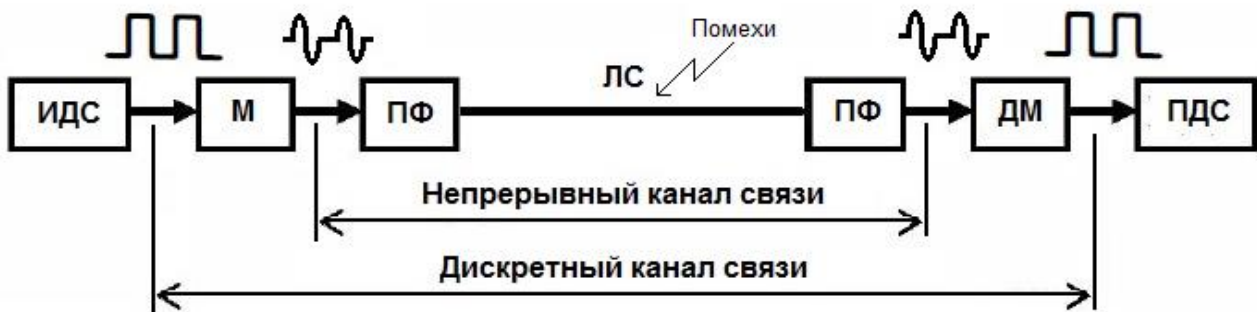 Помехи
ЛС
ИДС М ПФ ПФ ДМ ПДС
Непрерывный канал связи
Дискретный канал связи